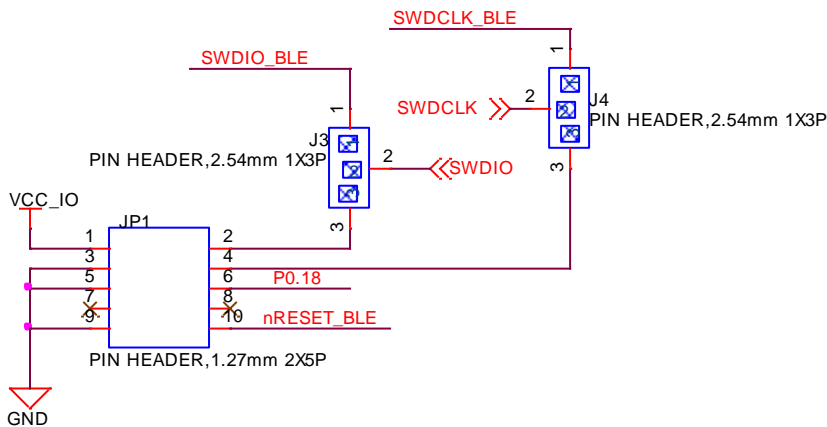 SWDCLK_BLE
SWDIO_BLE
1
2
SWDCLK
J4
PIN HEADER,2.54mm 1X3P
3
1
J3
PIN HEADER,2.54mm 1X3P
2
SWDIO
3
VCC_IO
JP1
1
2
3
4
5
6
P0.18
7
8
9
10
nRESET_BLE
PIN HEADER,1.27mm 2X5P
GND